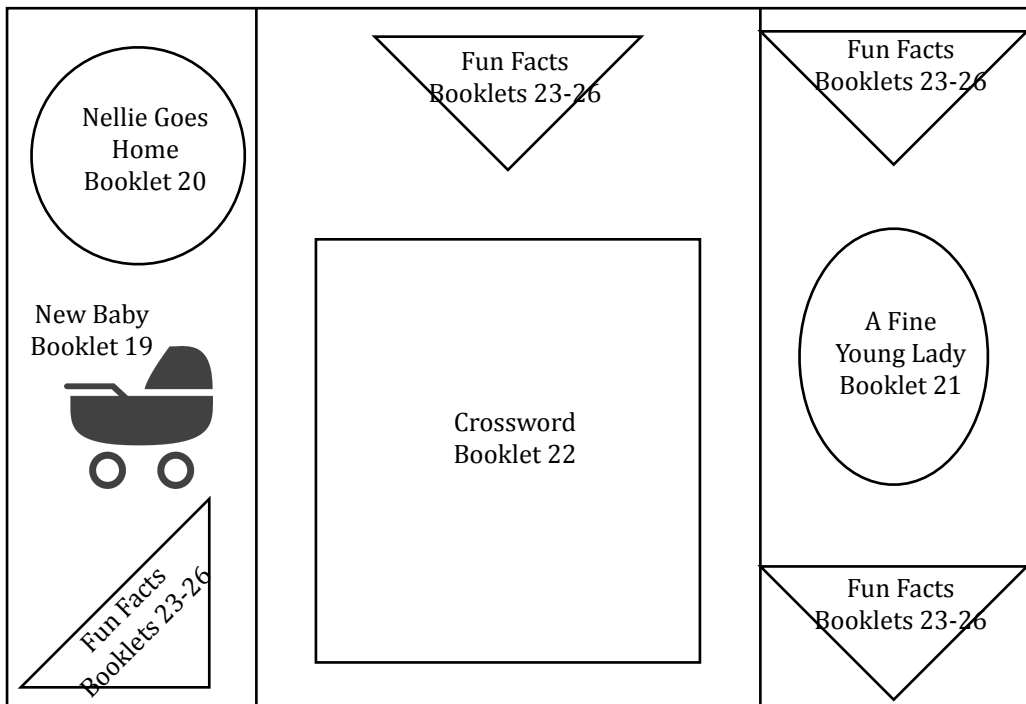 Nellie Goes
Home
Booklet 20
New Baby
Booklet 19
Fun Facts
Booklets 23-26
Fun Facts
Booklets 23-26
Crossword
Booklet 22
Fun Facts
Booklets 23-26
A Fine
Young Lady
Booklet 21
Fun Facts
Booklets 23-26